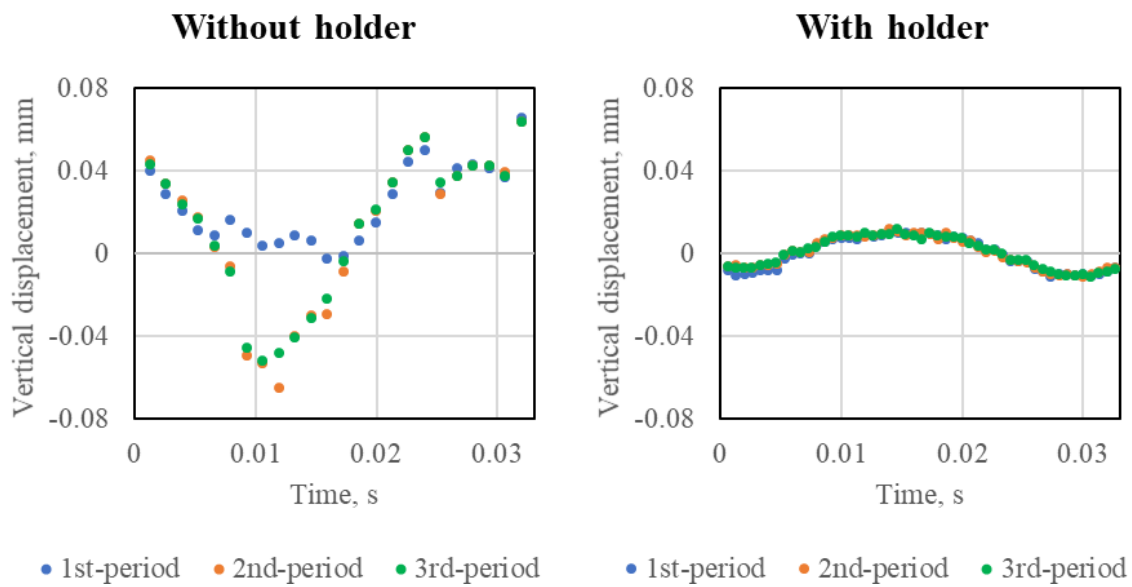 Without holder
Vertical displacement, mm
0.08
0.04
0
-0.04
-0.08
0
0.01
0.02
0.03
Time, s
1st-period
2nd-period
3rd-period
With holder
Vertical displacement, mm
0.08
0.04
0
-0.04
-0.08
0
0.01
0.02
0.03
Time, s
1st-period
2nd-period
3rd-period